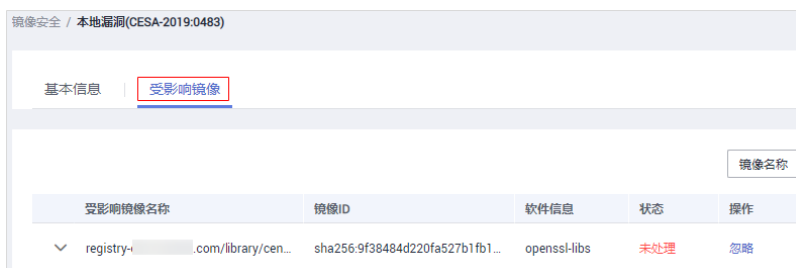 镜像安全 / 本地漏洞(CESA-2019:0483)
基本信息 受影响镜像
镜像名称
受影响镜像名称 镜像ID 软件信息 状态 操作
registry- .com/library/cen... sha256:9f38484d220fa527b1fb1... openssl-libs 未处理 忽略